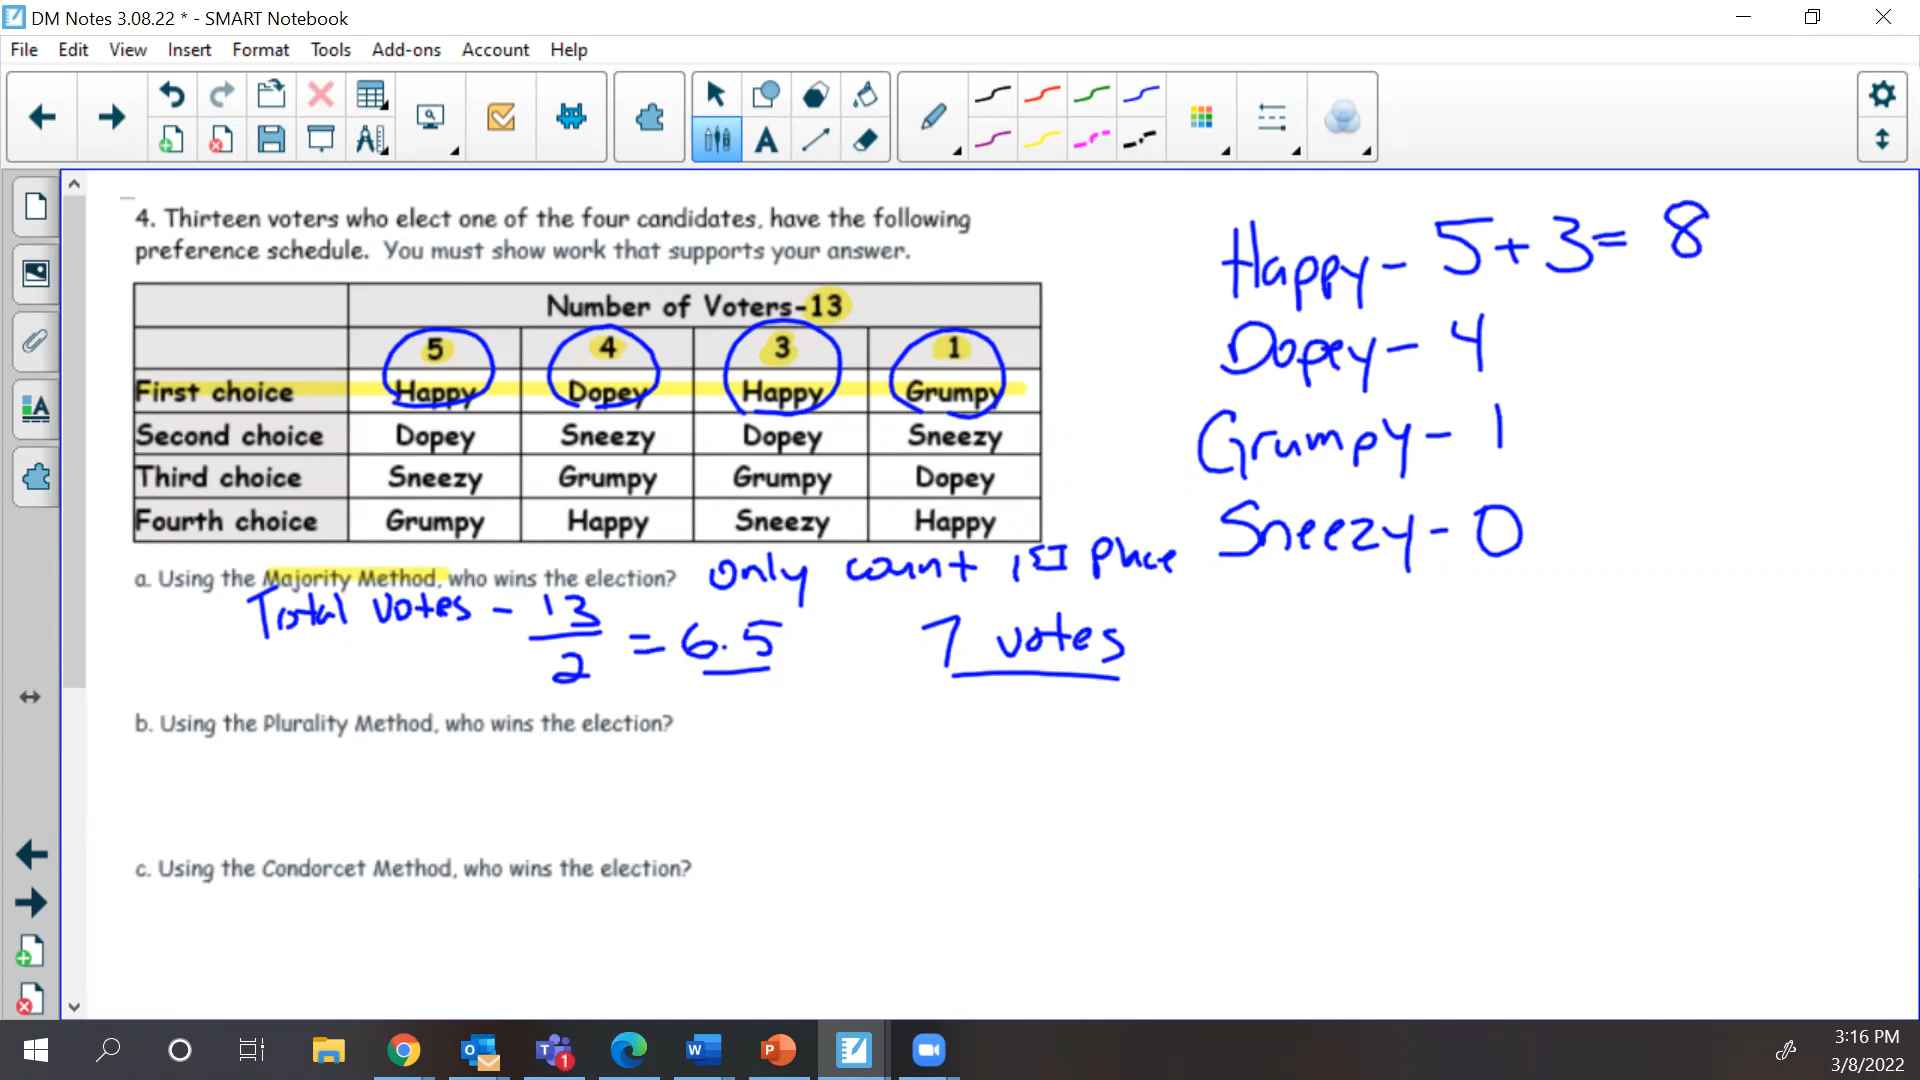 DM Notes 3.08.22 * - SMART Notebook
File Edit View Insert Format Tools Add-ons Account Help
4. Thirteen voters who elect one of the four candidates, have the following
preference schedule. You must show work that supports your answer.
Number of Voters-13
5 4 3 1
First choice Happy Dopey Happy Grumpy
Second choice Dopey Sneezy Dopey Sneezy
Third choice Sneezy Grumpy Grumpy Dopey
Fourth choice Grumpy Happy Sneezy Happy
Happy - 5 + 3 = 8
Dopey - 4
Grumpy - 1
Sneezy - 0
a. Using the Majority Method, who wins the election? only count 1ST place
Total votes - 13/2 = 6.5 7 votes
b. Using the Plurality Method, who wins the election?
c. Using the Condorcet Method, who wins the election?
3:16 PM
3/8/2022